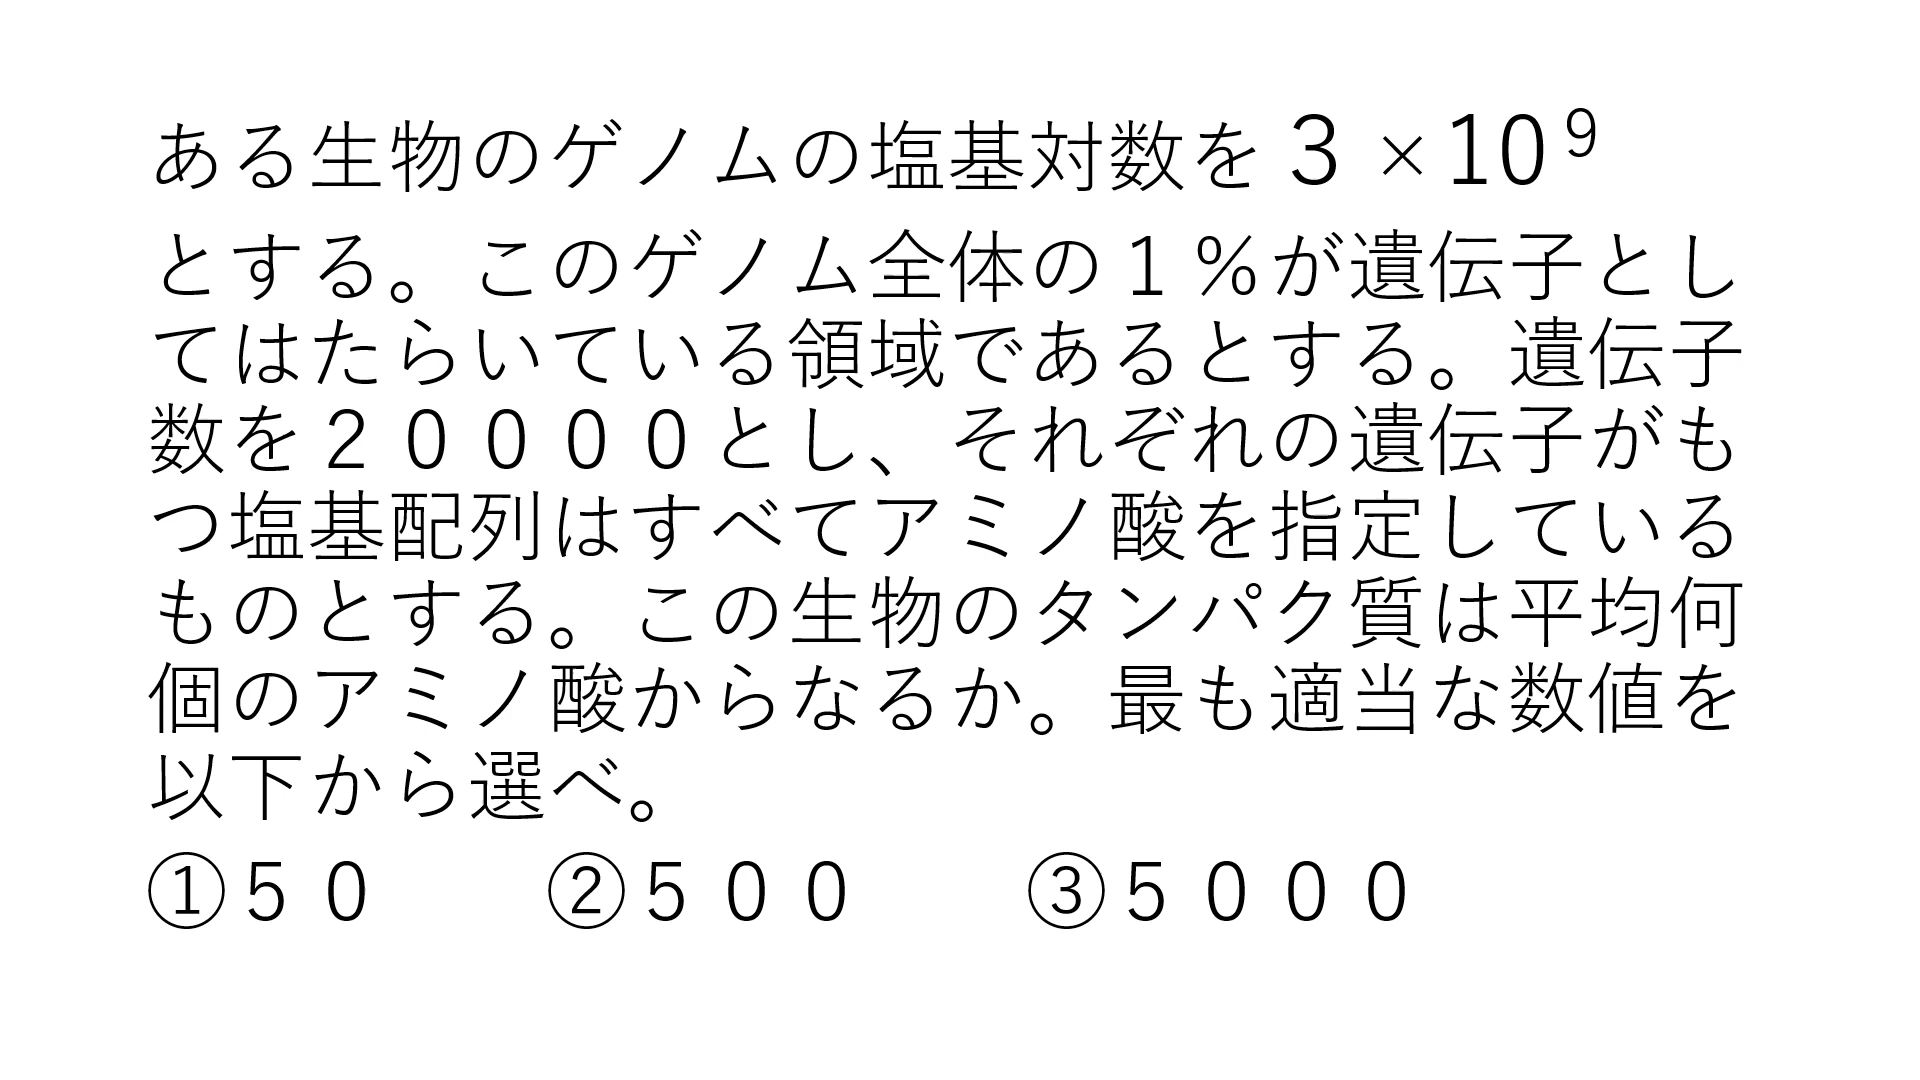 ある生物のゲノムの塩基対数を３×10⁹
とする。このゲノム全体の１％が遺伝子とし
てはたらいている領域であるとする。遺伝子
数を２００００とし、それぞれの遺伝子がも
つ塩基配列はすべてアミノ酸を指定している
ものとする。この生物のタンパク質は平均何
個のアミノ酸からなるか。最も適当な数値を
以下から選べ。
①５０　　②５００　　③５０００